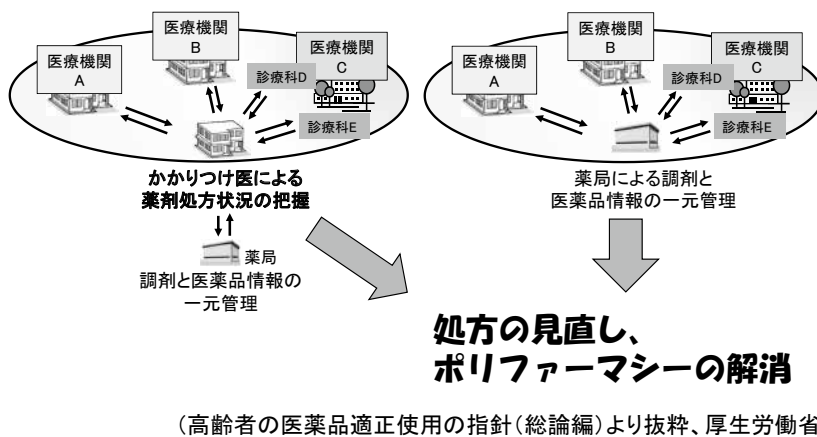 医療機関
A
医療機関
B
医療機関
C
診療科D
診療科E
かかりつけ医による
薬剤処方状況の把握
薬局
調剤と医薬品情報の
一元管理
医療機関
A
医療機関
B
医療機関
C
診療科D
診療科E
薬局による調剤と
医薬品情報の一元管理
処方の見直し、
ポリファーマシーの解消
(高齢者の医薬品適正使用の指針(総論編)より抜粋、厚生労働省